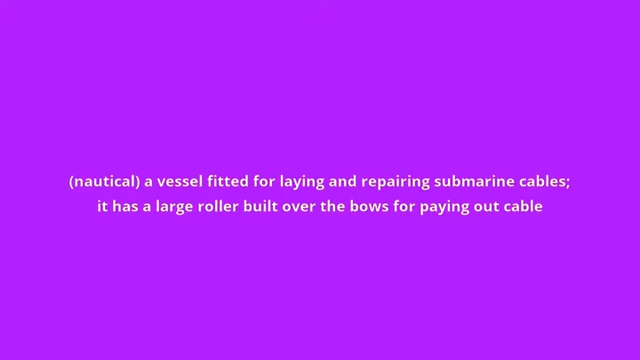 (nautical) a vessel fitted for laying and repairing submarine cables;
it has a large roller built over the bows for paying out cable